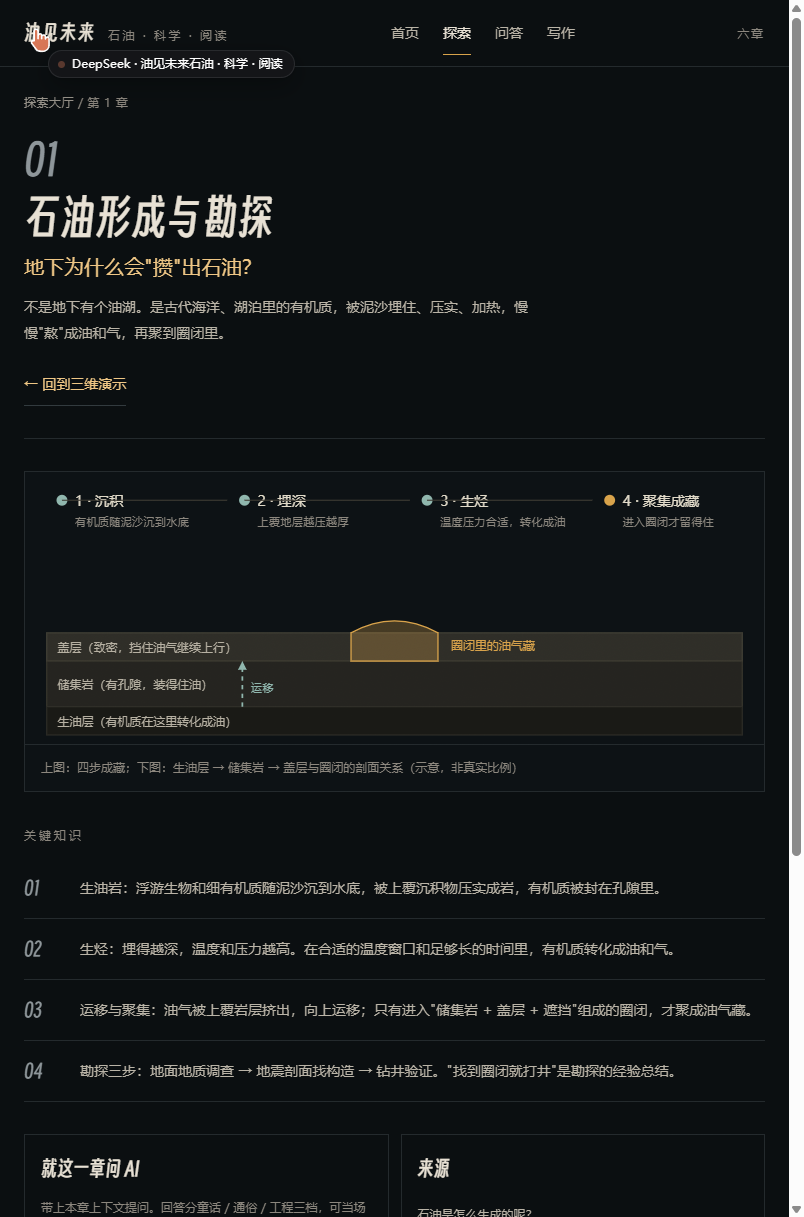 油见未来 石油 · 科学 · 阅读 首页 探索 问答 写作 六章
DeepSeek · 油见未来石油 · 科学 · 阅读
探索大厅 / 第 1 章
01
石油形成与勘探
地下为什么会"攒"出石油?
不是地下有个油湖。是古代海洋、湖泊里的有机质，被泥沙埋住、压实、加热，慢
慢"熬"成油和气，再聚到圈闭里。
← 回到三维演示
1 · 沉积 2 · 埋深 3 · 生烃 4 · 聚集成藏
有机质随泥沙沉到水底 上覆地层越压越厚 温度压力合适，转化成油 进入圈闭才留得住
盖层（致密，挡住油气继续上行） 圈闭里的油气藏
储集岩（有孔隙，装得住油） 运移
生油层（有机质在这里转化成油）
上图：四步成藏；下图：生油层 → 储集岩 → 盖层与圈闭的剖面关系（示意，非真实比例）
关键知识
01 生油岩：浮游生物和细有机质随泥沙沉到水底，被上覆沉积物压实成岩，有机质被封在孔隙里。
02 生烃：埋得越深，温度和压力越高。在合适的温度窗口和足够长的时间里，有机质转化成油和气。
03 运移与聚集：油气被上覆岩层挤出，向上运移；只有进入"储集岩 + 盖层 + 遮挡"组成的圈闭，才聚成油气藏。
04 勘探三步：地面地质调查 → 地震剖面找构造 → 钻井验证。"找到圈闭就打井"是勘探的经验总结。
就这一章问 AI 来源
带上本章上下文提问。回答分童话 / 通俗 / 工程三档，可当场
石油是怎么生成的呢?